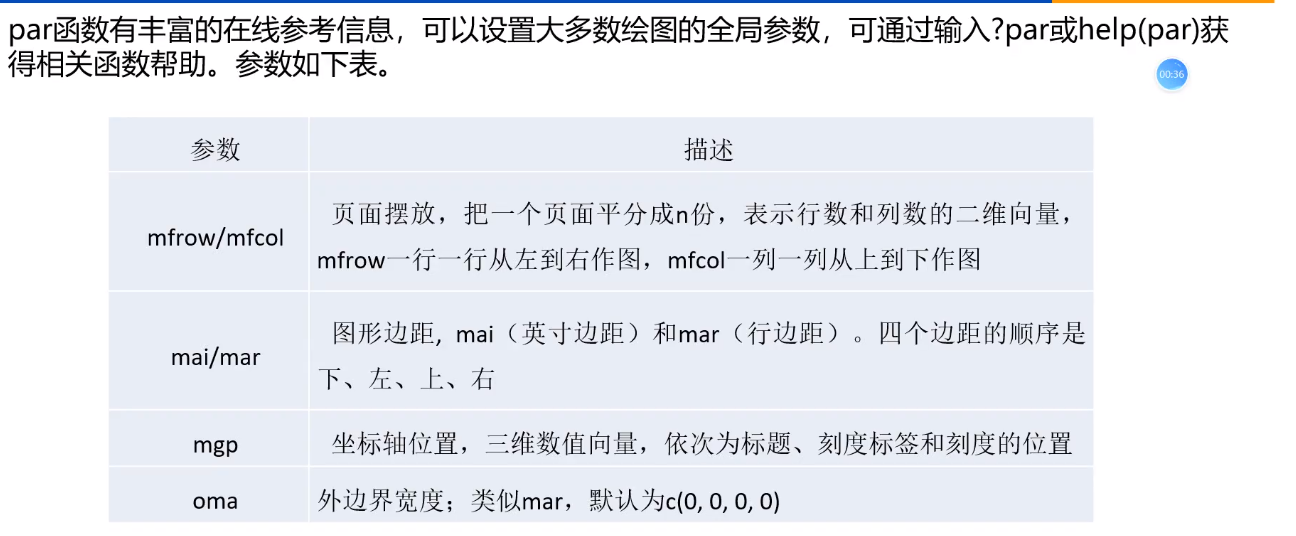 par函数有丰富的在线参考信息，可以设置大多数绘图的全局参数，可通过输入?par或help(par)获
得相关函数帮助。参数如下表。
00:36
参数
描述
mfrow/mfcol
页面摆放，把一个页面平分成n份，表示行数和列数的二维向量，
mfrow一行一行从左到右作图，mfcol一列一列从上到下作图
mai/mar
图形边距, mai（英寸边距）和mar（行边距）。四个边距的顺序是
下、左、上、右
mgp
坐标轴位置，三维数值向量，依次为标题、刻度标签和刻度的位置
oma
外边界宽度；类似mar，默认为c(0, 0, 0, 0)